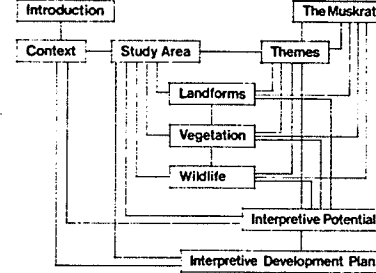 Introduction
The Muskrat
Context
Study Area
Themes
Landforms
Vegetation
Wildlife
Interpretive Potential
Interpretive Development Plan